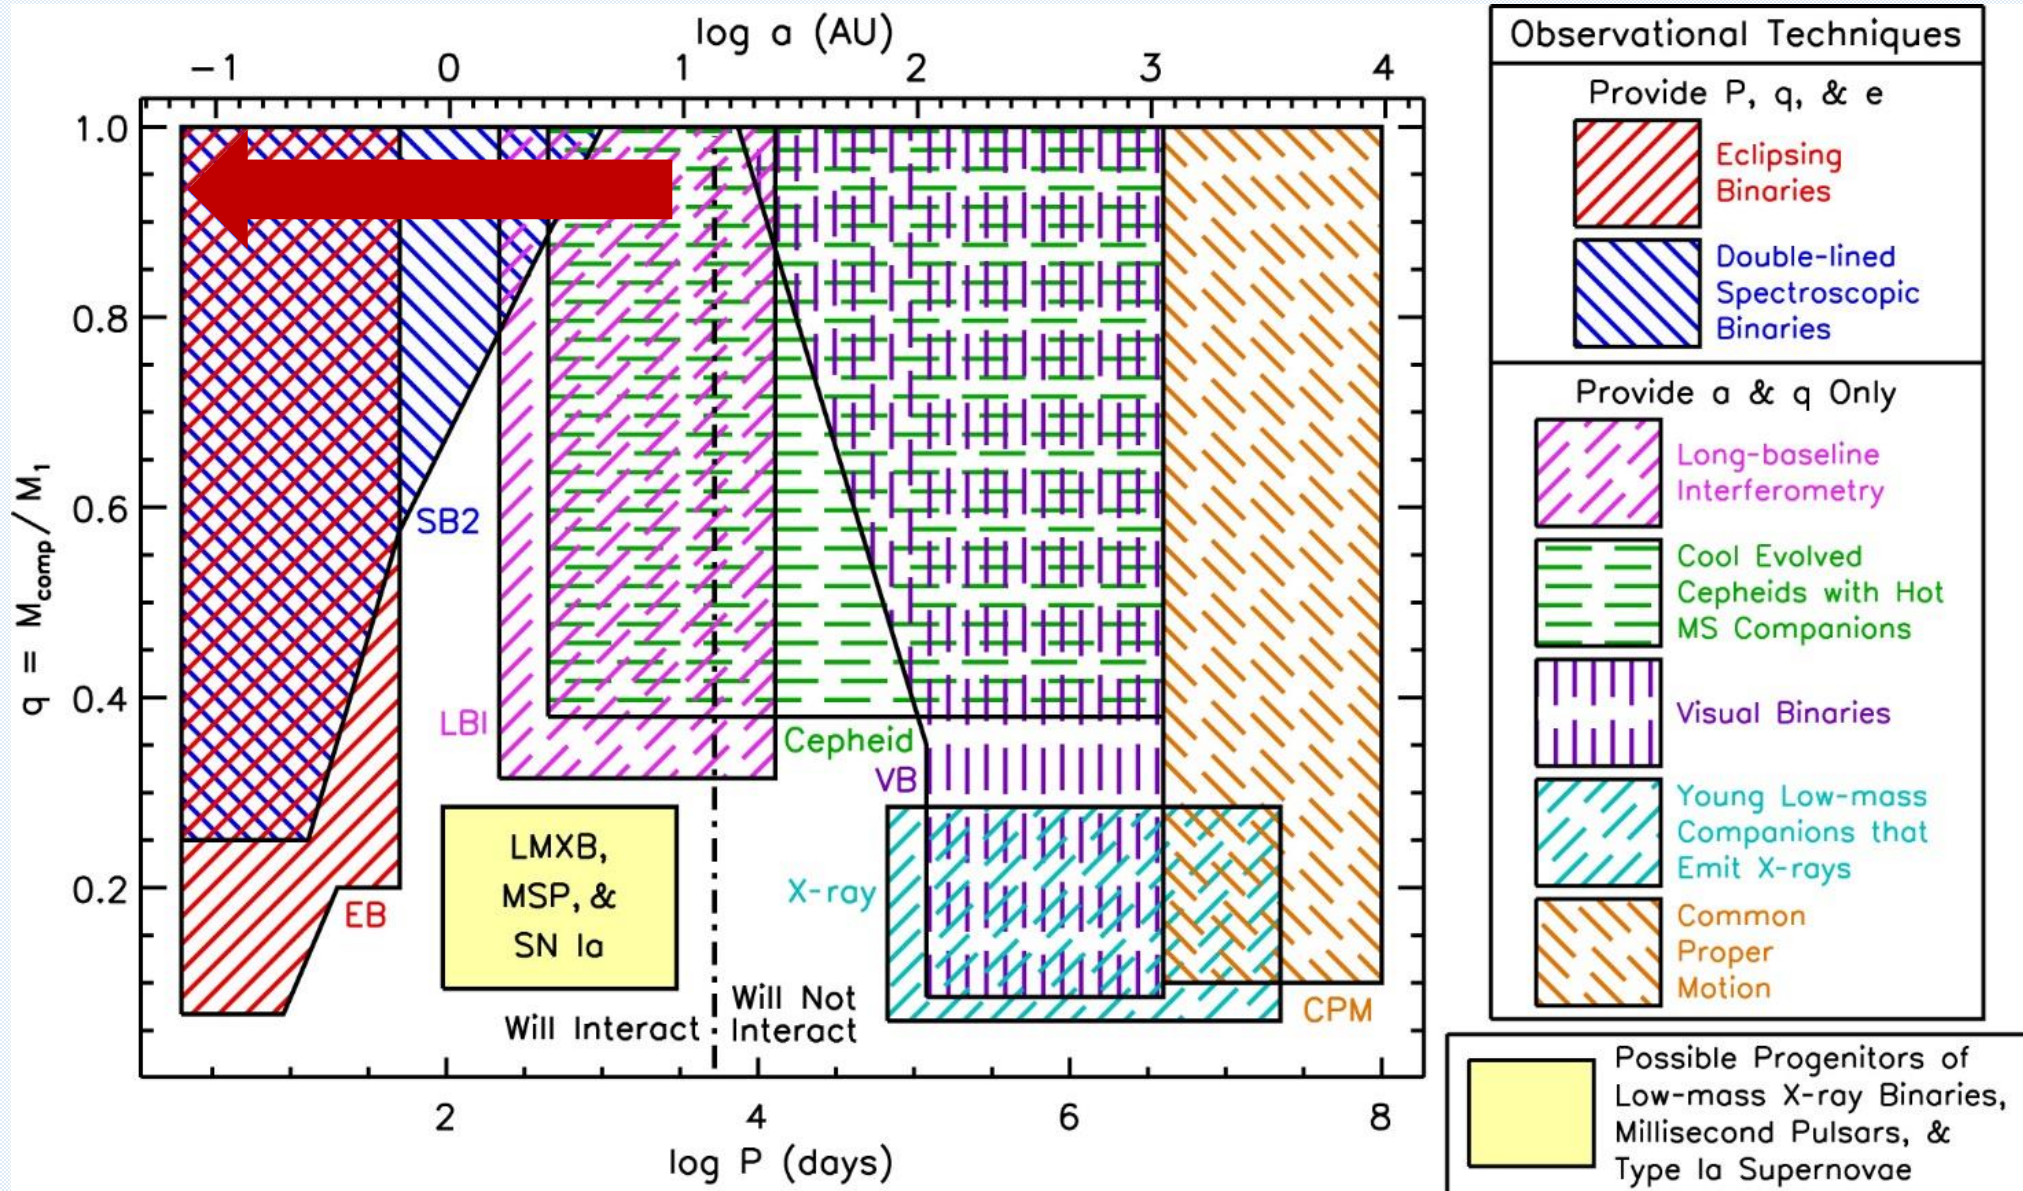 log a (AU)
−1 0 1 2 3 4
1.0
0.8
0.6
0.4
0.2
q = Mcomp / M1
SB2
LBI
Cepheid
VB
LMXB,
MSP, &
SN Ia
X-ray
EB
Will Not
Interact
Will Interact
CPM
2 4 6 8
log P (days)
Observational Techniques
Provide P, q, & e
Eclipsing
Binaries
Double-lined
Spectroscopic
Binaries
Provide a & q Only
Long-baseline
Interferometry
Cool Evolved
Cepheids with Hot
MS Companions
Visual Binaries
Young Low-mass
Companions that
Emit X-rays
Common
Proper
Motion
Possible Progenitors of
Low-mass X-ray Binaries,
Millisecond Pulsars, &
Type Ia Supernovae